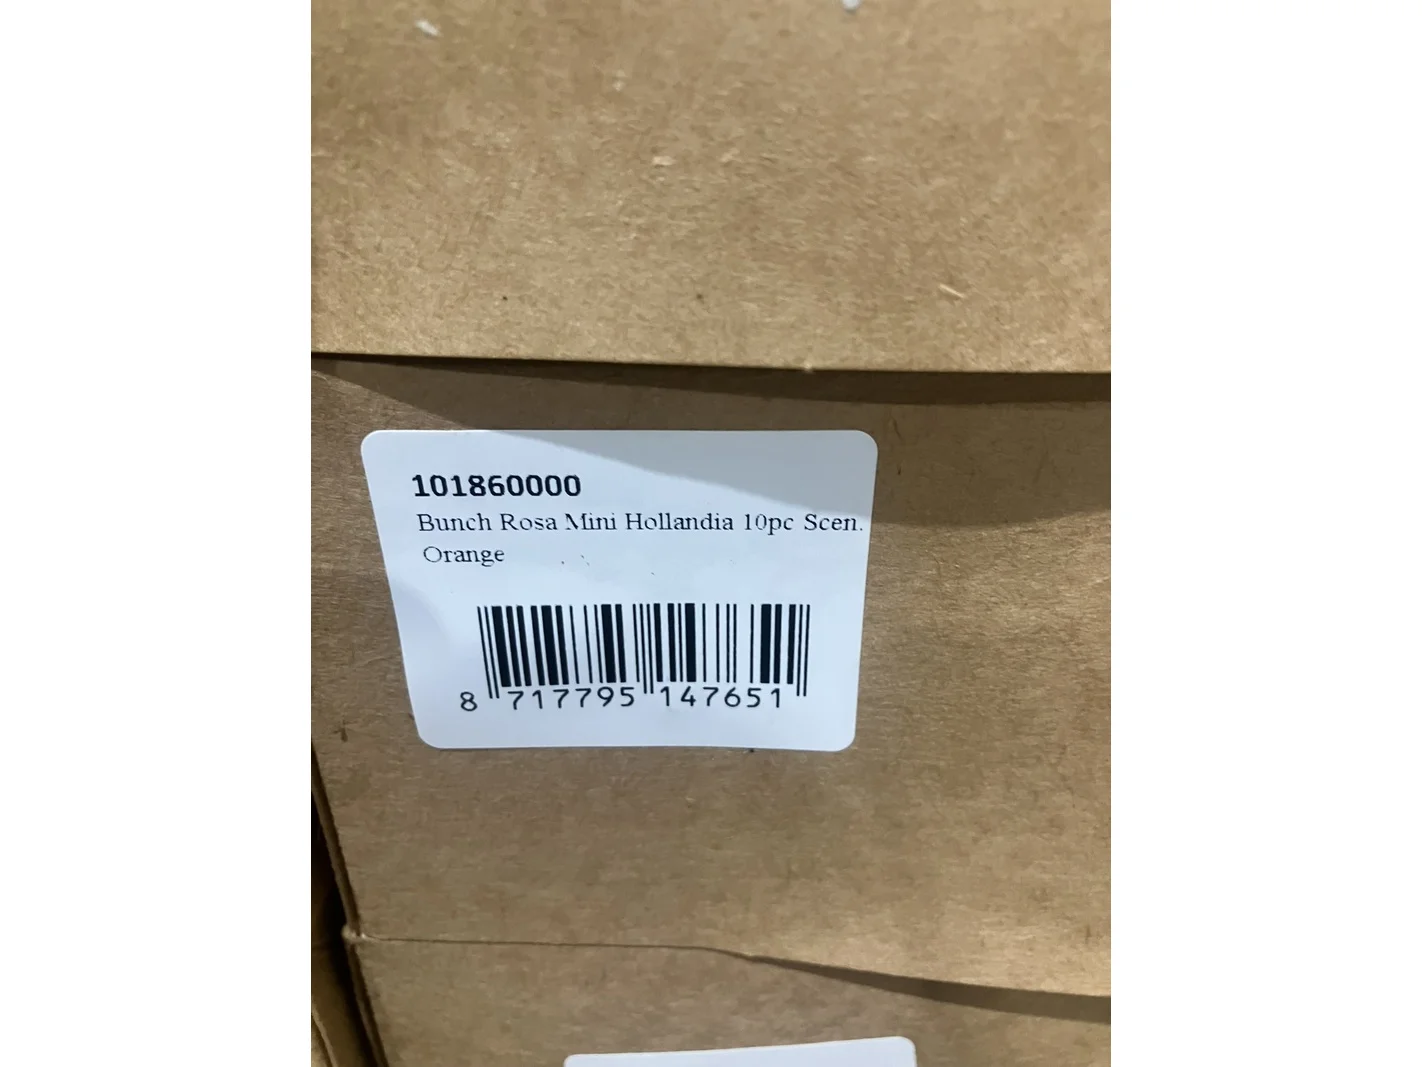 101860000
Bunch Rosa Mini Hollandia 10pc Scen.
Orange
8 717795 147651